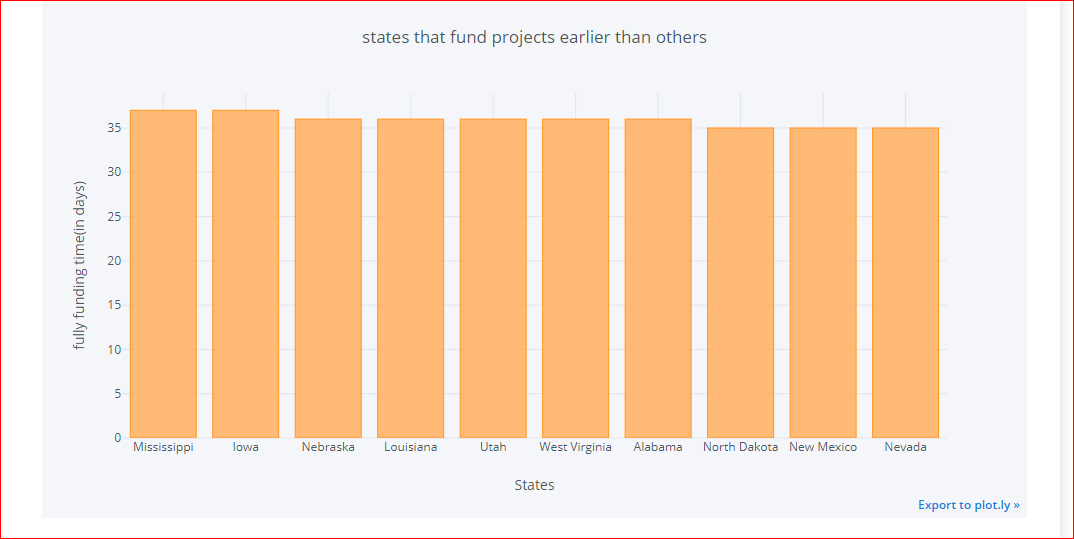 states that fund projects earlier than others
fully funding time(in days)
35
30
25
20
15
10
5
0
Mississippi Iowa Nebraska Louisiana Utah West Virginia Alabama North Dakota New Mexico Nevada
States
Export to plot.ly »